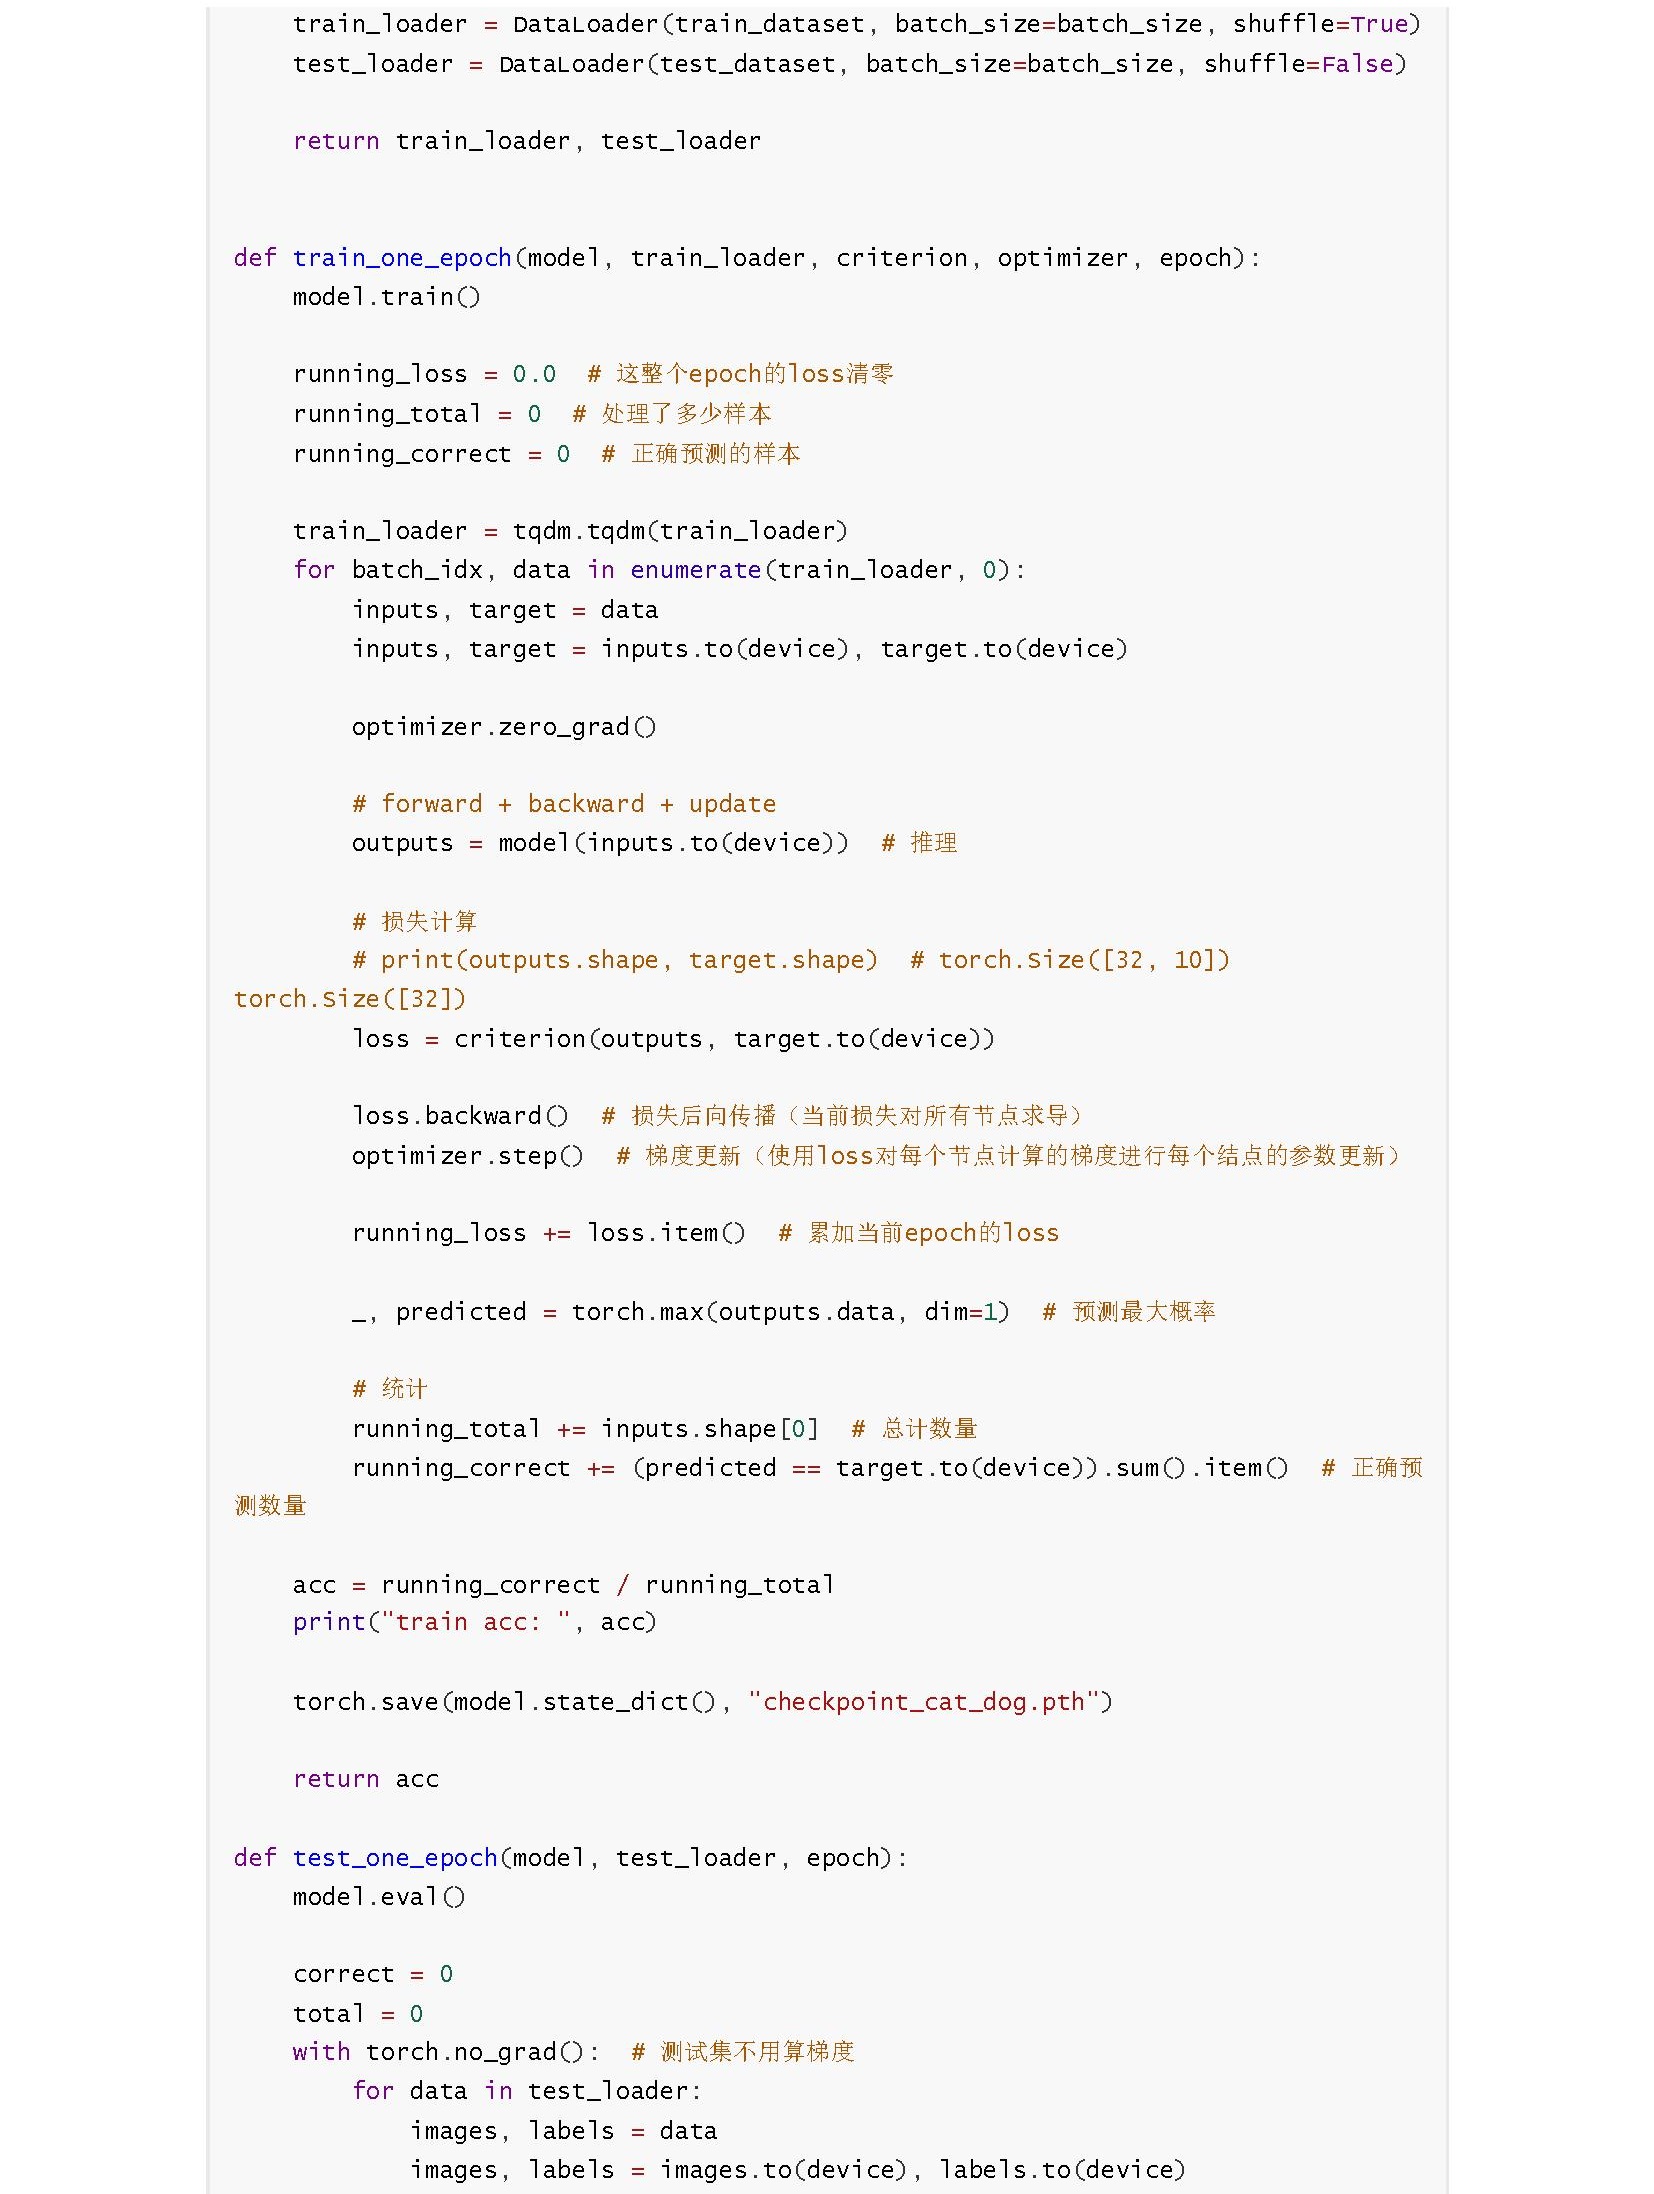 train_loader = DataLoader(train_dataset, batch_size=batch_size, shuffle=True)
    test_loader = DataLoader(test_dataset, batch_size=batch_size, shuffle=False)

    return train_loader, test_loader


def train_one_epoch(model, train_loader, criterion, optimizer, epoch):
    model.train()

    running_loss = 0.0  # 这整个epoch的loss清零
    running_total = 0  # 处理了多少样本
    running_correct = 0  # 正确预测的样本

    train_loader = tqdm.tqdm(train_loader)
    for batch_idx, data in enumerate(train_loader, 0):
        inputs, target = data
        inputs, target = inputs.to(device), target.to(device)

        optimizer.zero_grad()

        # forward + backward + update
        outputs = model(inputs.to(device))  # 推理

        # 损失计算
        # print(outputs.shape, target.shape)  # torch.Size([32, 10])
torch.Size([32])
        loss = criterion(outputs, target.to(device))

        loss.backward()  # 损失后向传播（当前损失对所有节点求导）
        optimizer.step()  # 梯度更新（使用loss对每个节点计算的梯度进行每个结点的参数更新）

        running_loss += loss.item()  # 累加当前epoch的loss

        _, predicted = torch.max(outputs.data, dim=1)  # 预测最大概率

        # 统计
        running_total += inputs.shape[0]  # 总计数量
        running_correct += (predicted == target.to(device)).sum().item()  # 正确预
测数量

    acc = running_correct / running_total
    print("train acc: ", acc)

    torch.save(model.state_dict(), "checkpoint_cat_dog.pth")

    return acc

def test_one_epoch(model, test_loader, epoch):
    model.eval()

    correct = 0
    total = 0
    with torch.no_grad():  # 测试集不用算梯度
        for data in test_loader:
            images, labels = data
            images, labels = images.to(device), labels.to(device)